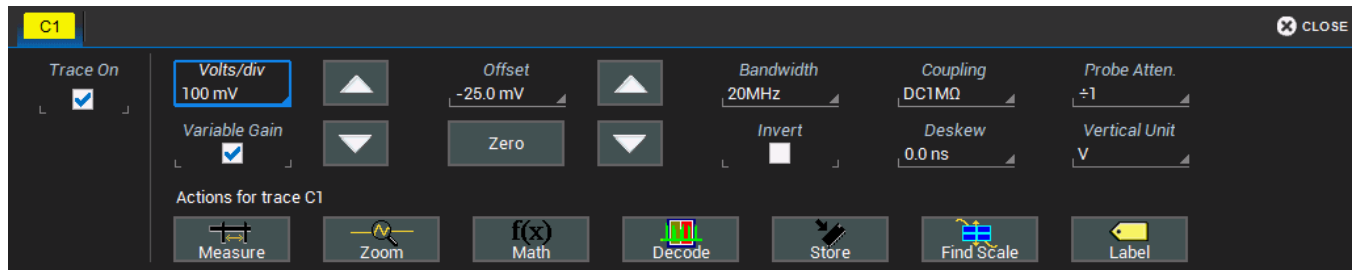 C1
CLOSE
Trace On
Volts/div
100 mV
Offset
-25.0 mV
Bandwidth
20MHz
Coupling
DC1MΩ
Probe Atten.
÷1
Variable Gain
Zero
Invert
Deskew
0.0 ns
Vertical Unit
V
Actions for trace C1
Measure
Zoom
f(x)
Math
Decode
Store
Find Scale
Label